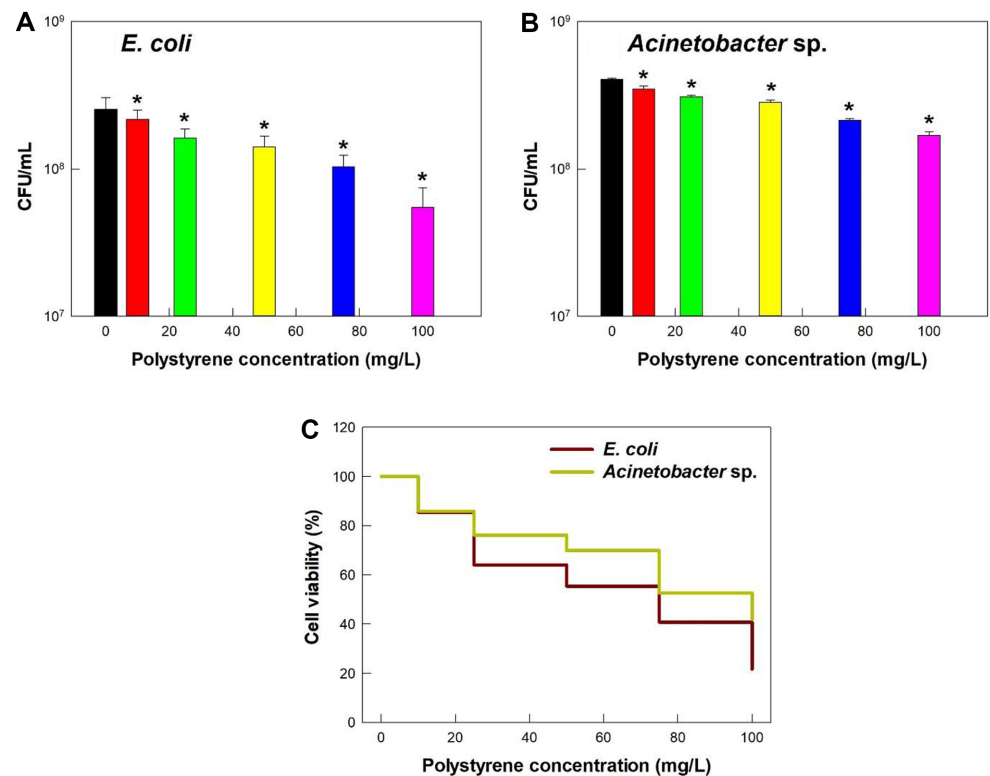 A
E. coli
10⁹
10⁸
10⁷
CFU/mL
* * * * *
0 20 40 60 80 100
Polystyrene concentration (mg/L)
B
Acinetobacter sp.
10⁹
10⁸
10⁷
CFU/mL
* * * * *
0 20 40 60 80 100
Polystyrene concentration (mg/L)
C
E. coli
Acinetobacter sp.
120
100
80
60
40
20
0
Cell viability (%)
0 20 40 60 80 100
Polystyrene concentration (mg/L)